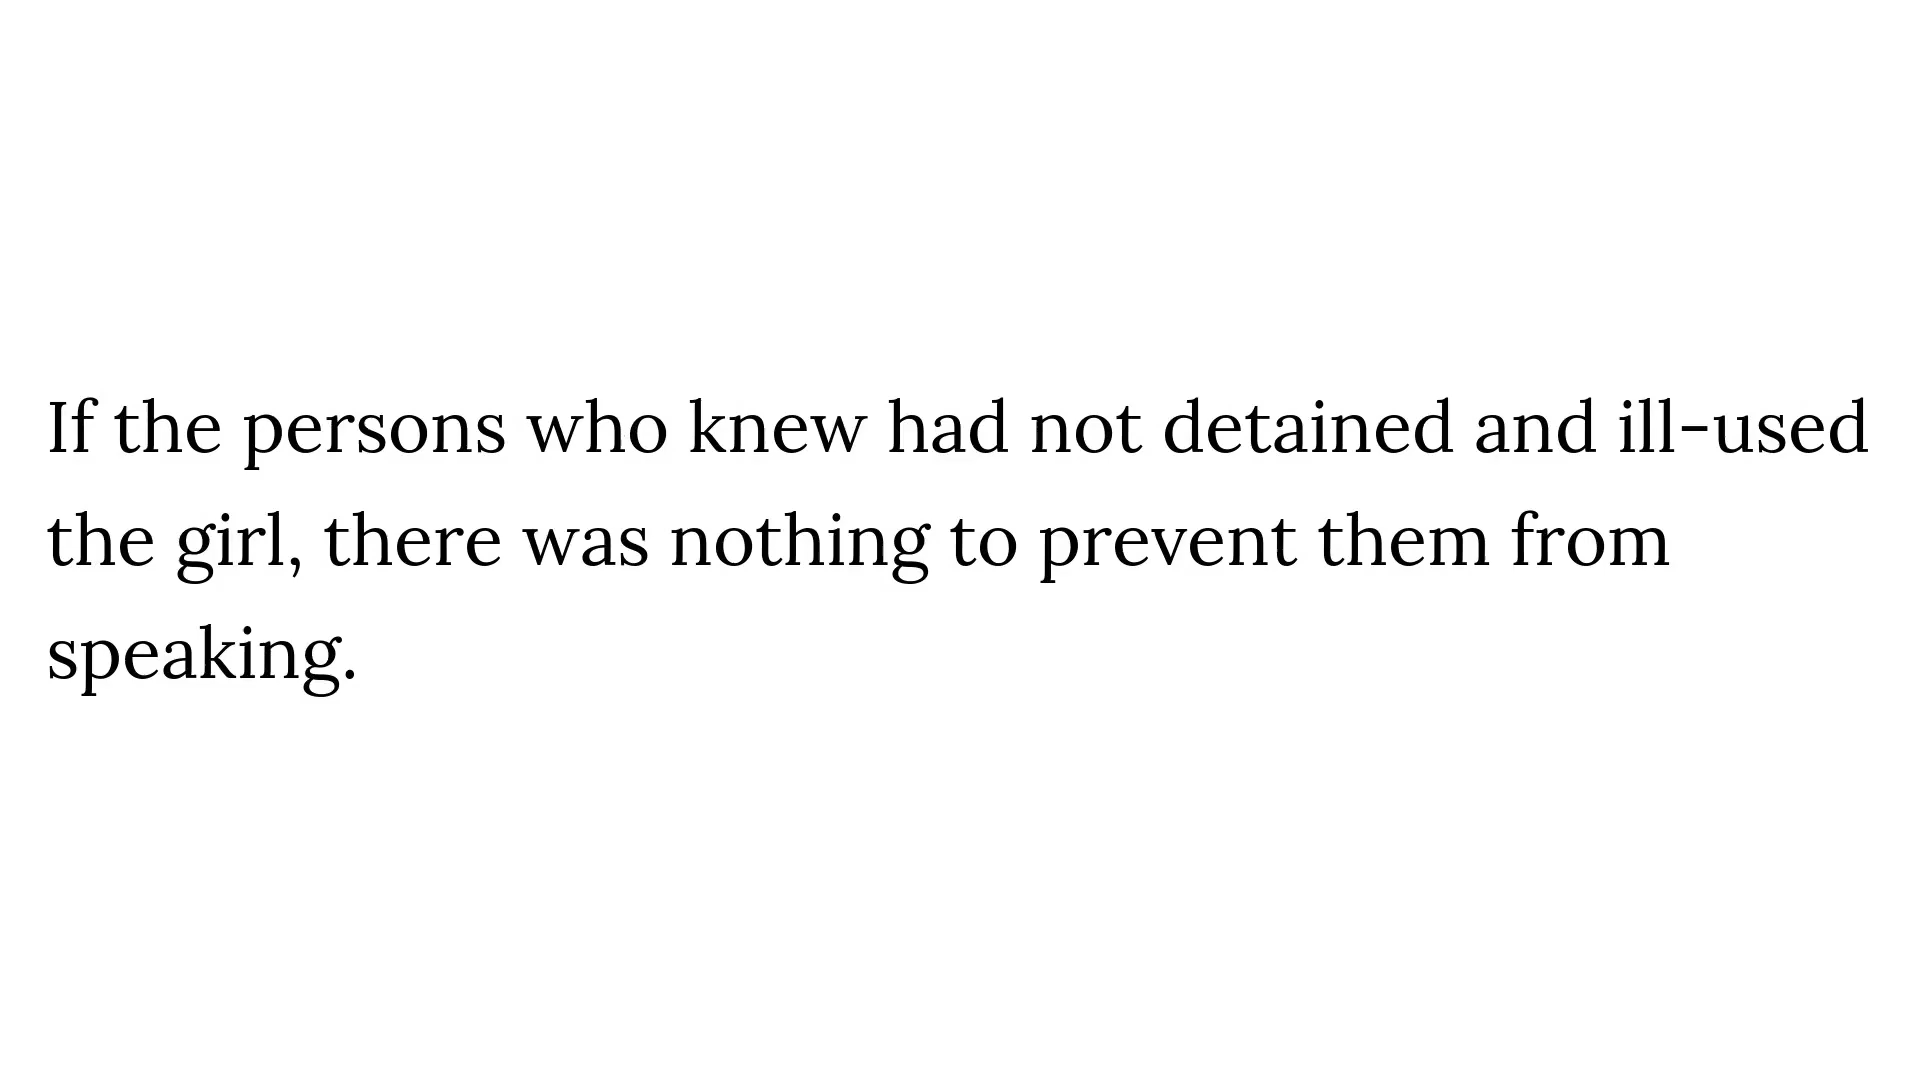 If the persons who knew had not detained and ill-used
the girl, there was nothing to prevent them from
speaking.